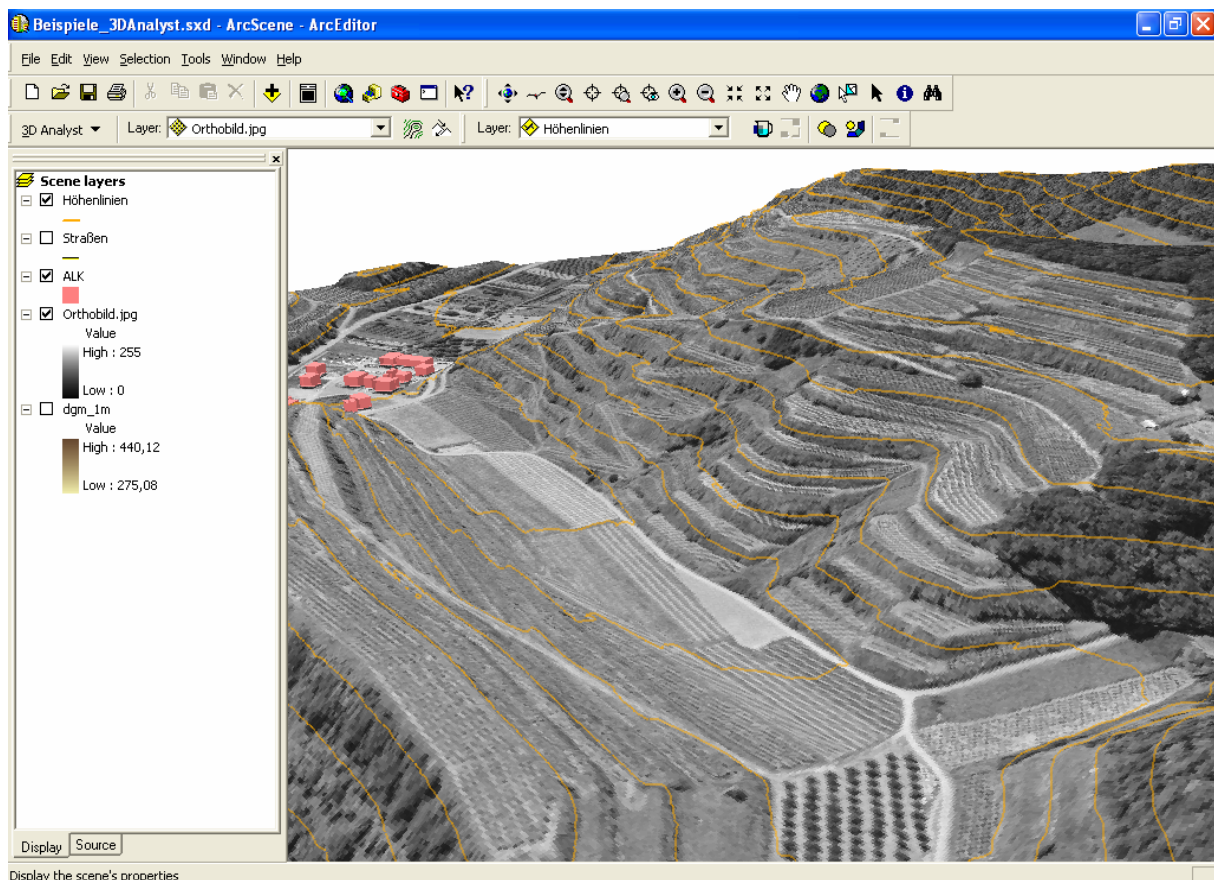 Beispiele_3DAnalyst.sxd - ArcScene - ArcEditor
File Edit View Selection Tools Window Help
3D Analyst Layer: Orthobild.jpg Layer: Höhenlinien
Scene layers
Höhenlinien
Straßen
ALK
Orthobild.jpg
Value
High : 255
Low : 0
dgm_1m
Value
High : 440,12
Low : 275,08
Display Source
Display the scene's properties